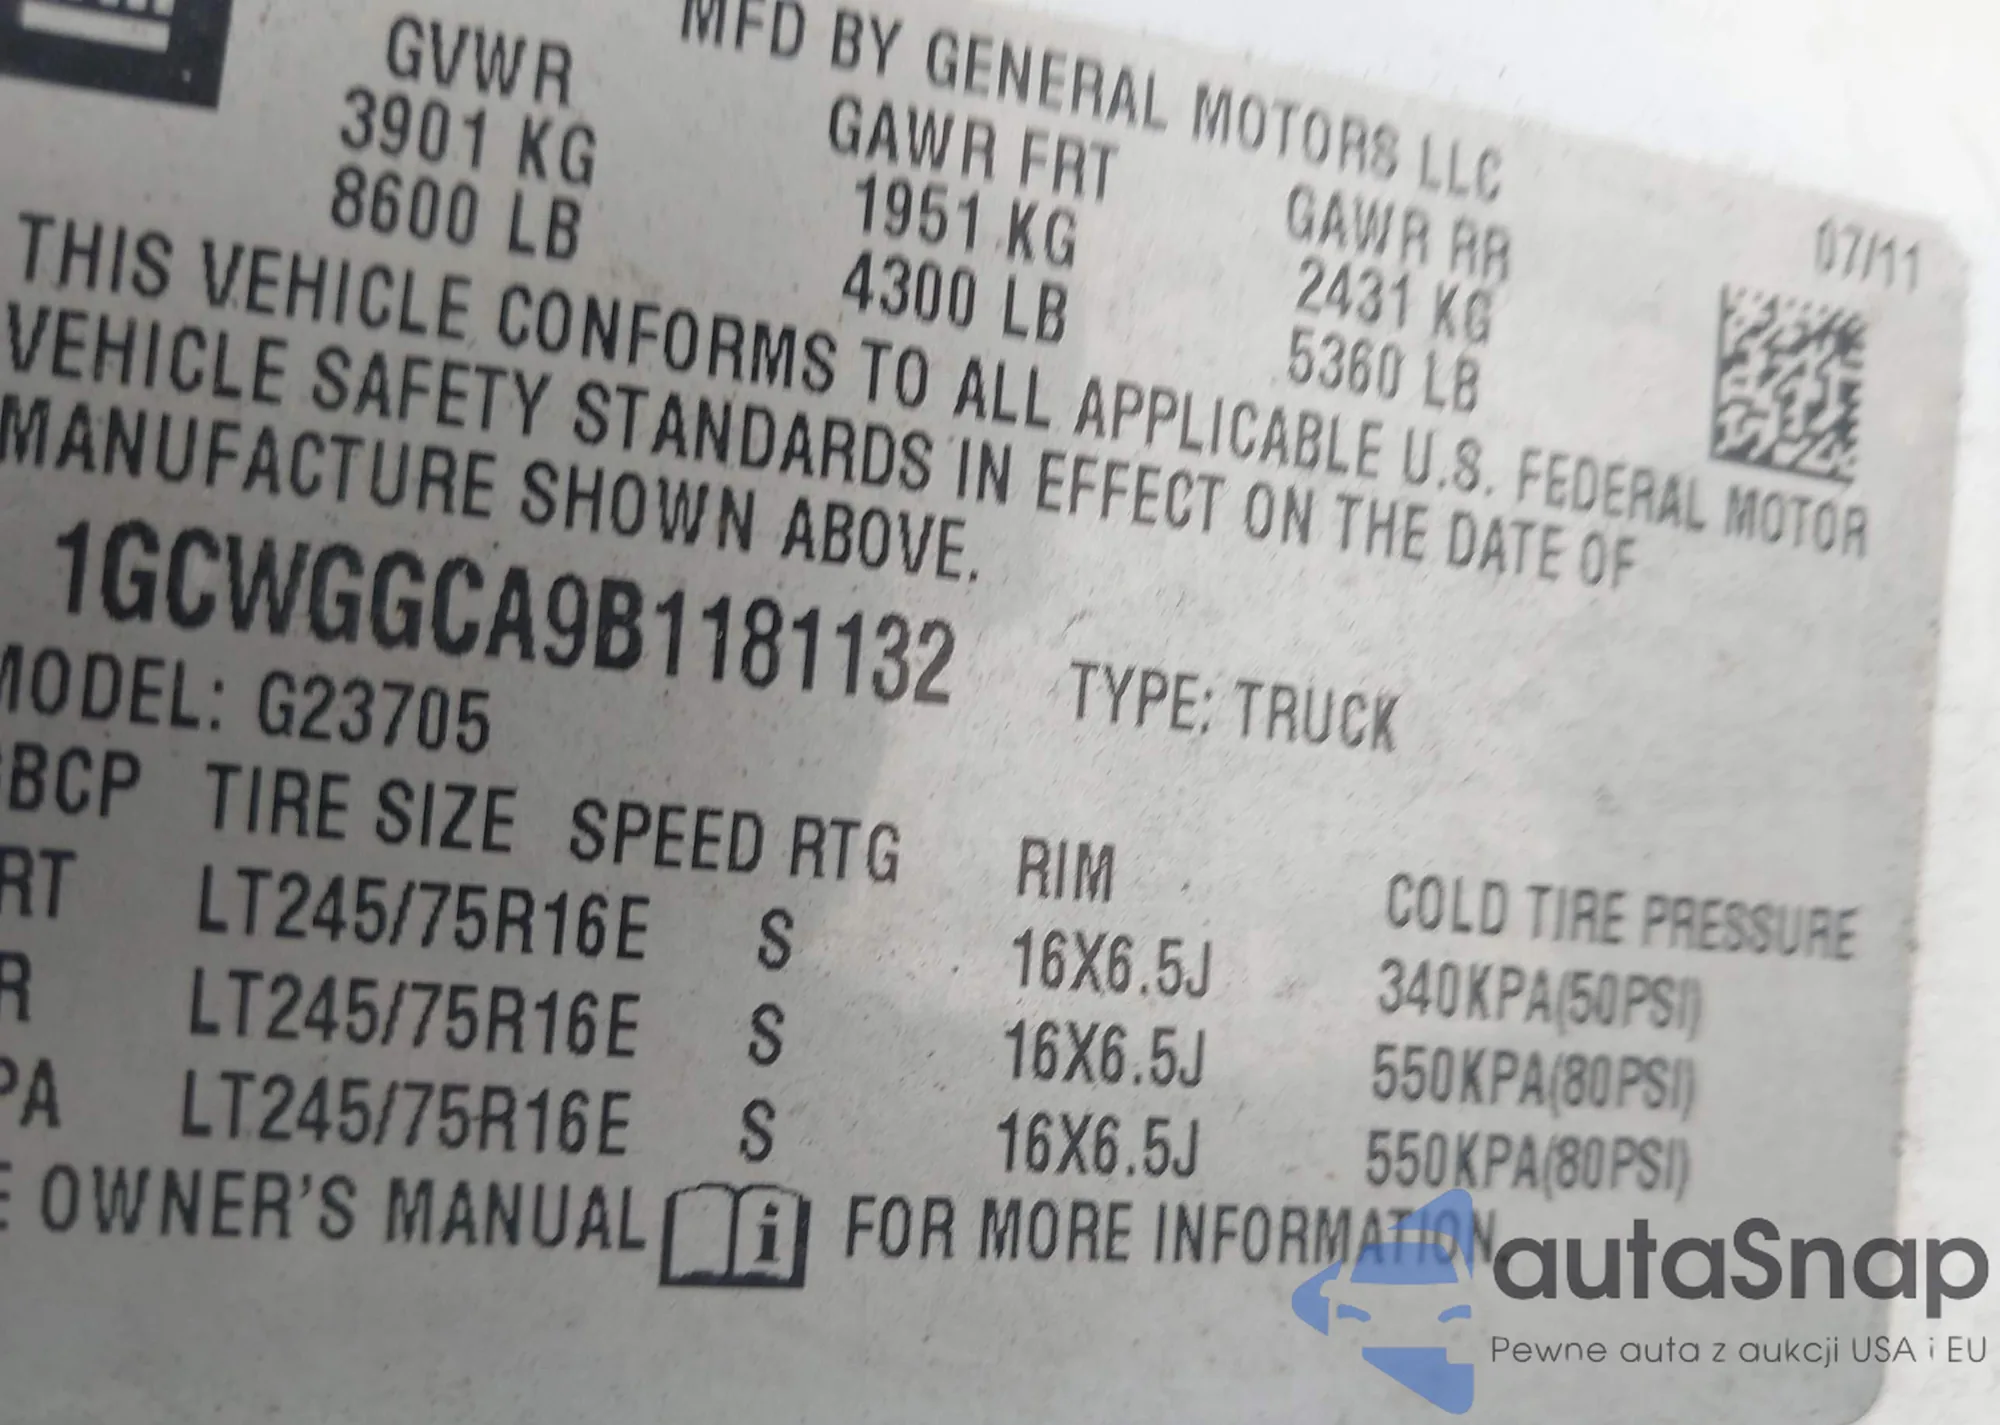 MFD BY GENERAL MOTORS LLC
07/11
GVWR GAWR FRT GAWR RR
3901 KG 1951 KG 2431 KG
8600 LB 4300 LB 5360 LB
THIS VEHICLE CONFORMS TO ALL APPLICABLE U.S. FEDERAL MOTOR
VEHICLE SAFETY STANDARDS IN EFFECT ON THE DATE OF
MANUFACTURE SHOWN ABOVE.
1GCWGGCA9B1181132 TYPE: TRUCK
MODEL: G23705
BCP TIRE SIZE SPEED RTG RIM COLD TIRE PRESSURE
RT LT245/75R16E S 16X6.5J 340KPA(50PSI)
R LT245/75R16E S 16X6.5J 550KPA(80PSI)
PA LT245/75R16E S 16X6.5J 550KPA(80PSI)
E OWNER'S MANUAL i FOR MORE INFORMATION.
autaSnap
Pewne auta z aukcji USA i EU